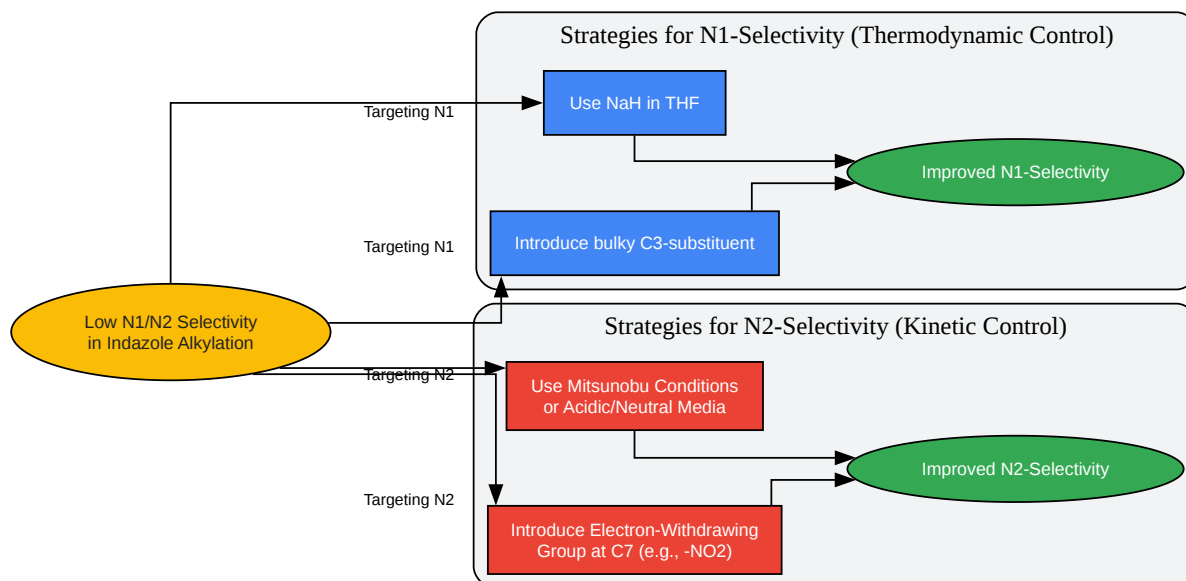 Strategies for N1-Selectivity (Thermodynamic Control)
Use NaH in THF
Targeting N1
Improved N1-Selectivity
Introduce bulky C3-substituent
Targeting N1
Low N1/N2 Selectivity
in Indazole Alkylation
Strategies for N2-Selectivity (Kinetic Control)
Targeting N2
Use Mitsunobu Conditions
or Acidic/Neutral Media
Improved N2-Selectivity
Targeting N2
Introduce Electron-Withdrawing
Group at C7 (e.g., -NO2)